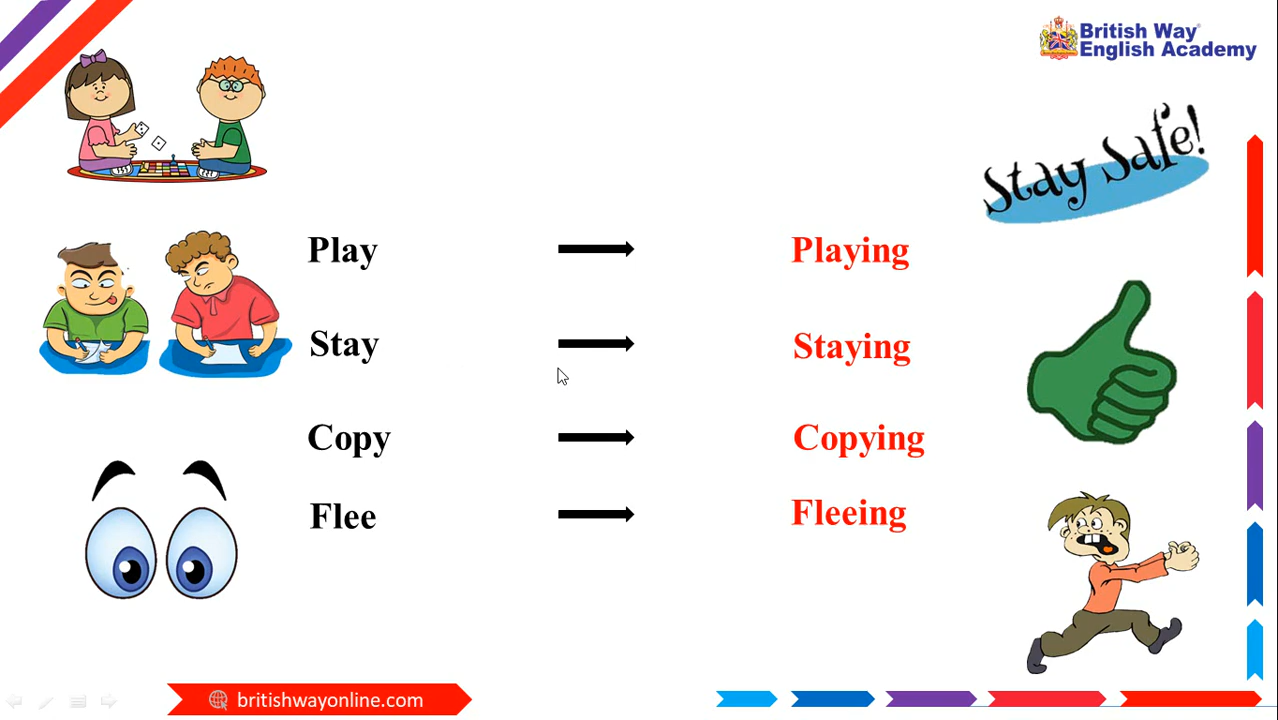 British Way
English Academy
Stay Safe!
Play
Playing
Stay
Staying
Copy
Copying
Flee
Fleeing
britishwayonline.com